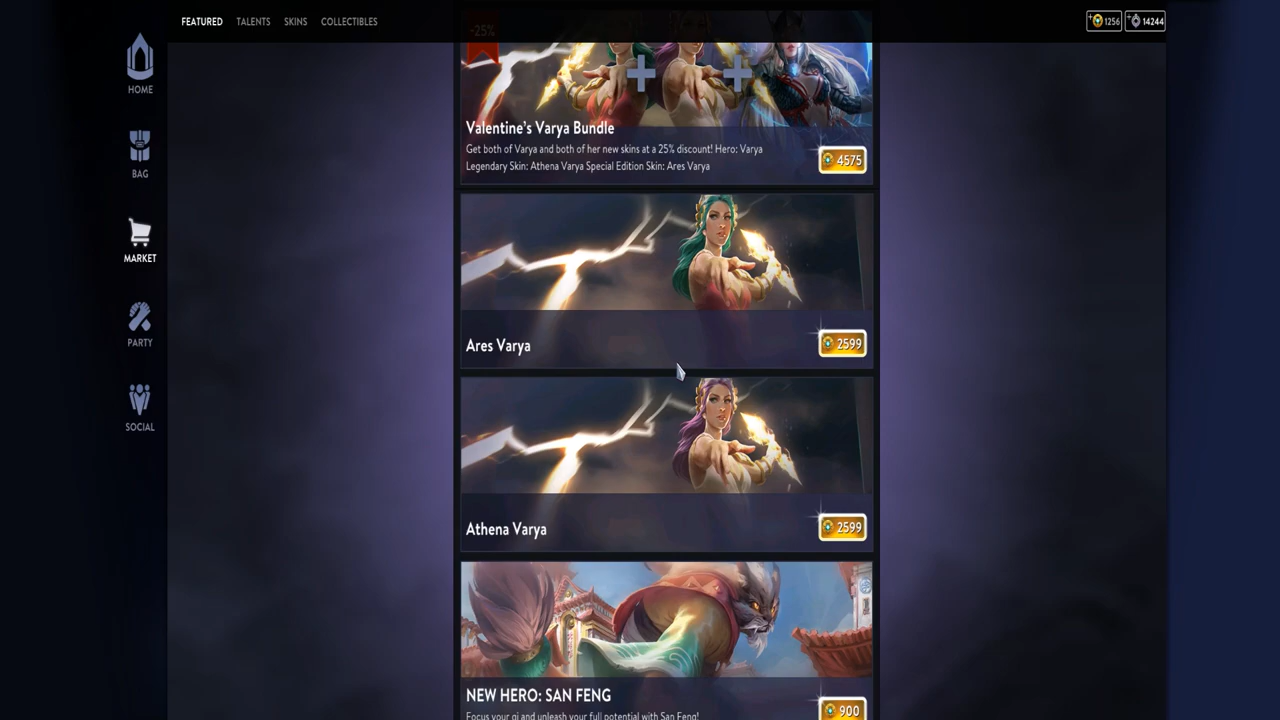 FEATURED TALENTS SKINS COLLECTIBLES
+ 1256 + 14244
HOME
BAG
MARKET
PARTY
SOCIAL
-25%
Valentine's Varya Bundle
Get both of Varya and both of her new skins at a 25% discount! Hero: Varya
Legendary Skin: Athena Varya Special Edition Skin: Ares Varya
4575
Ares Varya
2599
Athena Varya
2599
NEW HERO: SAN FENG
Focus your qi and unleash your full potential with San Feng!
900